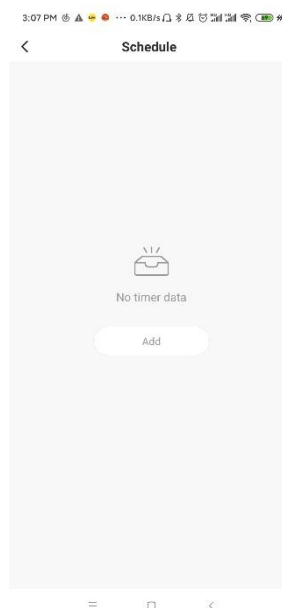 3:07 PM ··· 0.1KB/s
Schedule
No timer data
Add